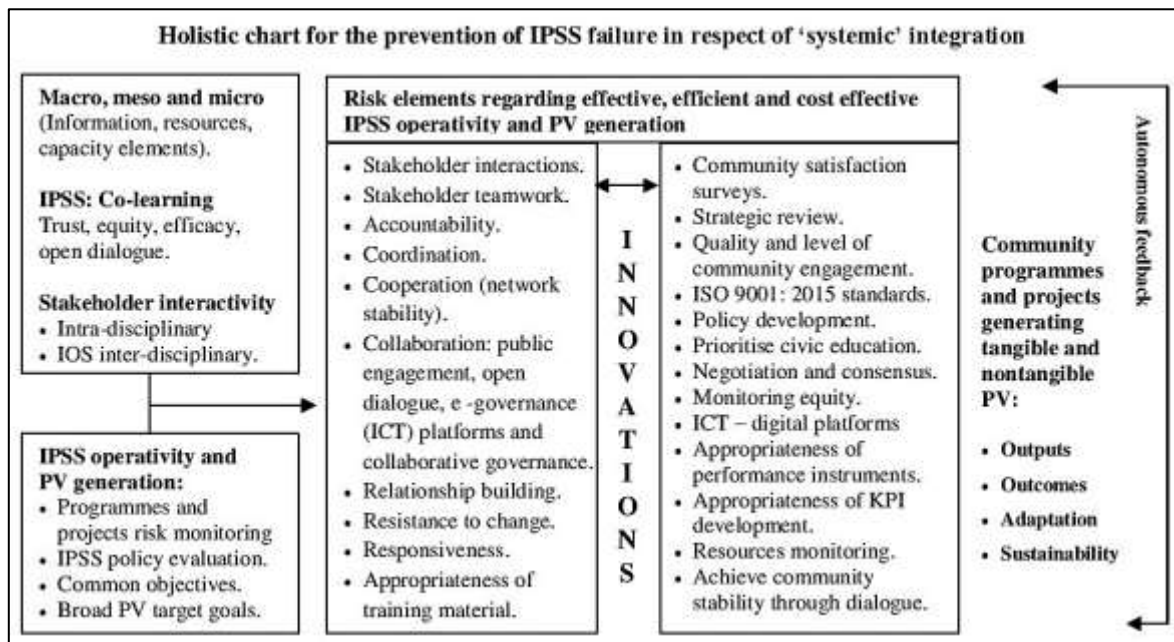 Holistic chart for the prevention of IPSS failure in respect of ‘systemic’ integration
Macro, meso and micro
(Information, resources,
capacity elements).
IPSS: Co-learning
Trust, equity, efficacy,
open dialogue.
Stakeholder interactivity
• Intra-disciplinary
• IOS inter-disciplinary.
IPSS operativity and
PV generation:
• Programmes and
projects risk monitoring
• IPSS policy evaluation.
• Common objectives.
• Broad PV target goals.
Risk elements regarding effective, efficient and cost effective
IPSS operativity and PV generation
• Stakeholder interactions.
• Stakeholder teamwork.
• Accountability.
• Coordination.
• Cooperation (network
stability).
• Collaboration: public
engagement, open
dialogue, e -governance
(ICT) platforms and
collaborative governance.
• Relationship building.
• Resistance to change.
• Responsiveness.
• Appropriateness of
training material.
INNOVATIONS
• Community satisfaction
surveys.
• Strategic review.
• Quality and level of
community engagement.
• ISO 9001: 2015 standards.
• Policy development.
• Prioritise civic education.
• Negotiation and consensus.
• Monitoring equity.
• ICT – digital platforms
• Appropriateness of
performance instruments.
• Appropriateness of KPI
development.
• Resources monitoring.
• Achieve community
stability through dialogue.
Community
programmes
and projects
generating
tangible and
nontangible
PV:
• Outputs
• Outcomes
• Adaptation
• Sustainability
Autonomous feedback